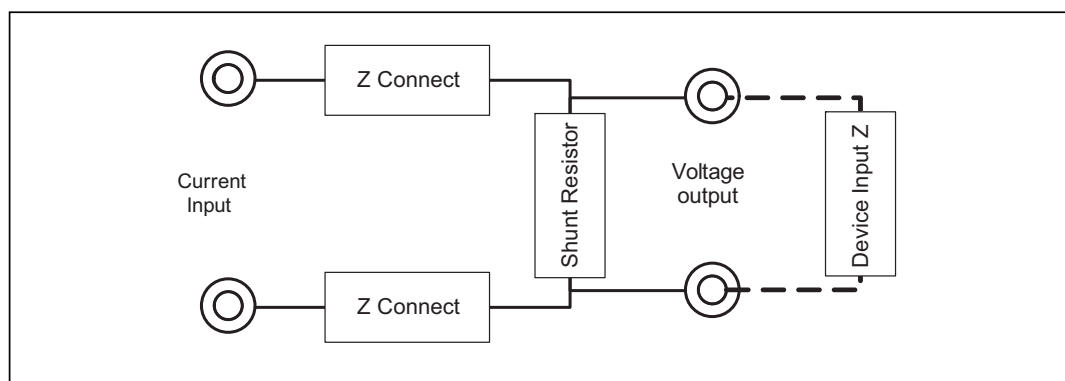 Z Connect
Current
Input
Shunt Resistor
Voltage
output
Device Input Z
Z Connect